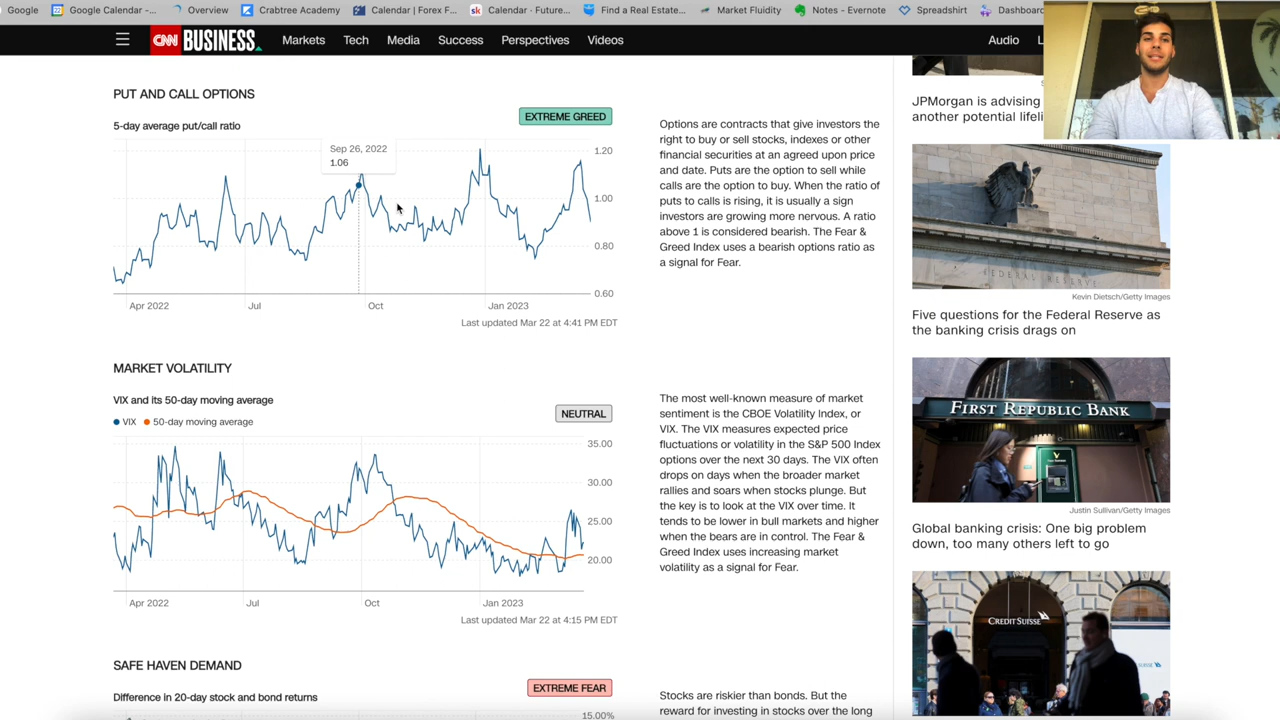 Google
Google Calendar -...
Overview
Crabtree Academy
Calendar | Forex F...
Calendar - Future...
Find a Real Estate...
Market Fluidity
Notes - Evernote
Spreadshirt
Dashboard
CNN BUSINESS
Markets
Tech
Media
Success
Perspectives
Videos
Audio
PUT AND CALL OPTIONS
5-day average put/call ratio
EXTREME GREED
Sep 26, 2022
1.06
1.20
1.00
0.80
0.60
Apr 2022
Jul
Oct
Jan 2023
Last updated Mar 22 at 4:41 PM EDT
Options are contracts that give investors the
right to buy or sell stocks, indexes or other
financial securities at an agreed upon price
and date. Puts are the option to sell while
calls are the option to buy. When the ratio of
puts to calls is rising, it is usually a sign
investors are growing more nervous. A ratio
above 1 is considered bearish. The Fear &
Greed Index uses a bearish options ratio as
a signal for Fear.
MARKET VOLATILITY
VIX and its 50-day moving average
NEUTRAL
VIX
50-day moving average
35.00
30.00
25.00
20.00
Apr 2022
Jul
Oct
Jan 2023
Last updated Mar 22 at 4:15 PM EDT
The most well-known measure of market
sentiment is the CBOE Volatility Index, or
VIX. The VIX measures expected price
fluctuations or volatility in the S&P 500 Index
options over the next 30 days. The VIX often
drops on days when the broader market
rallies and soars when stocks plunge. But
the key is to look at the VIX over time. It
tends to be lower in bull markets and higher
when the bears are in control. The Fear &
Greed Index uses increasing market
volatility as a signal for Fear.
SAFE HAVEN DEMAND
Difference in 20-day stock and bond returns
EXTREME FEAR
15.00%
Stocks are riskier than bonds. But the
reward for investing in stocks over the long
JPMorgan is advising
another potential
FEDERAL RESERVE
Kevin Dietsch/Getty Images
Five questions for the Federal Reserve as
the banking crisis drags on
FIRST REPUBLIC BANK
Justin Sullivan/Getty Images
Global banking crisis: One big problem
down, too many others left to go
CREDIT SUISSE